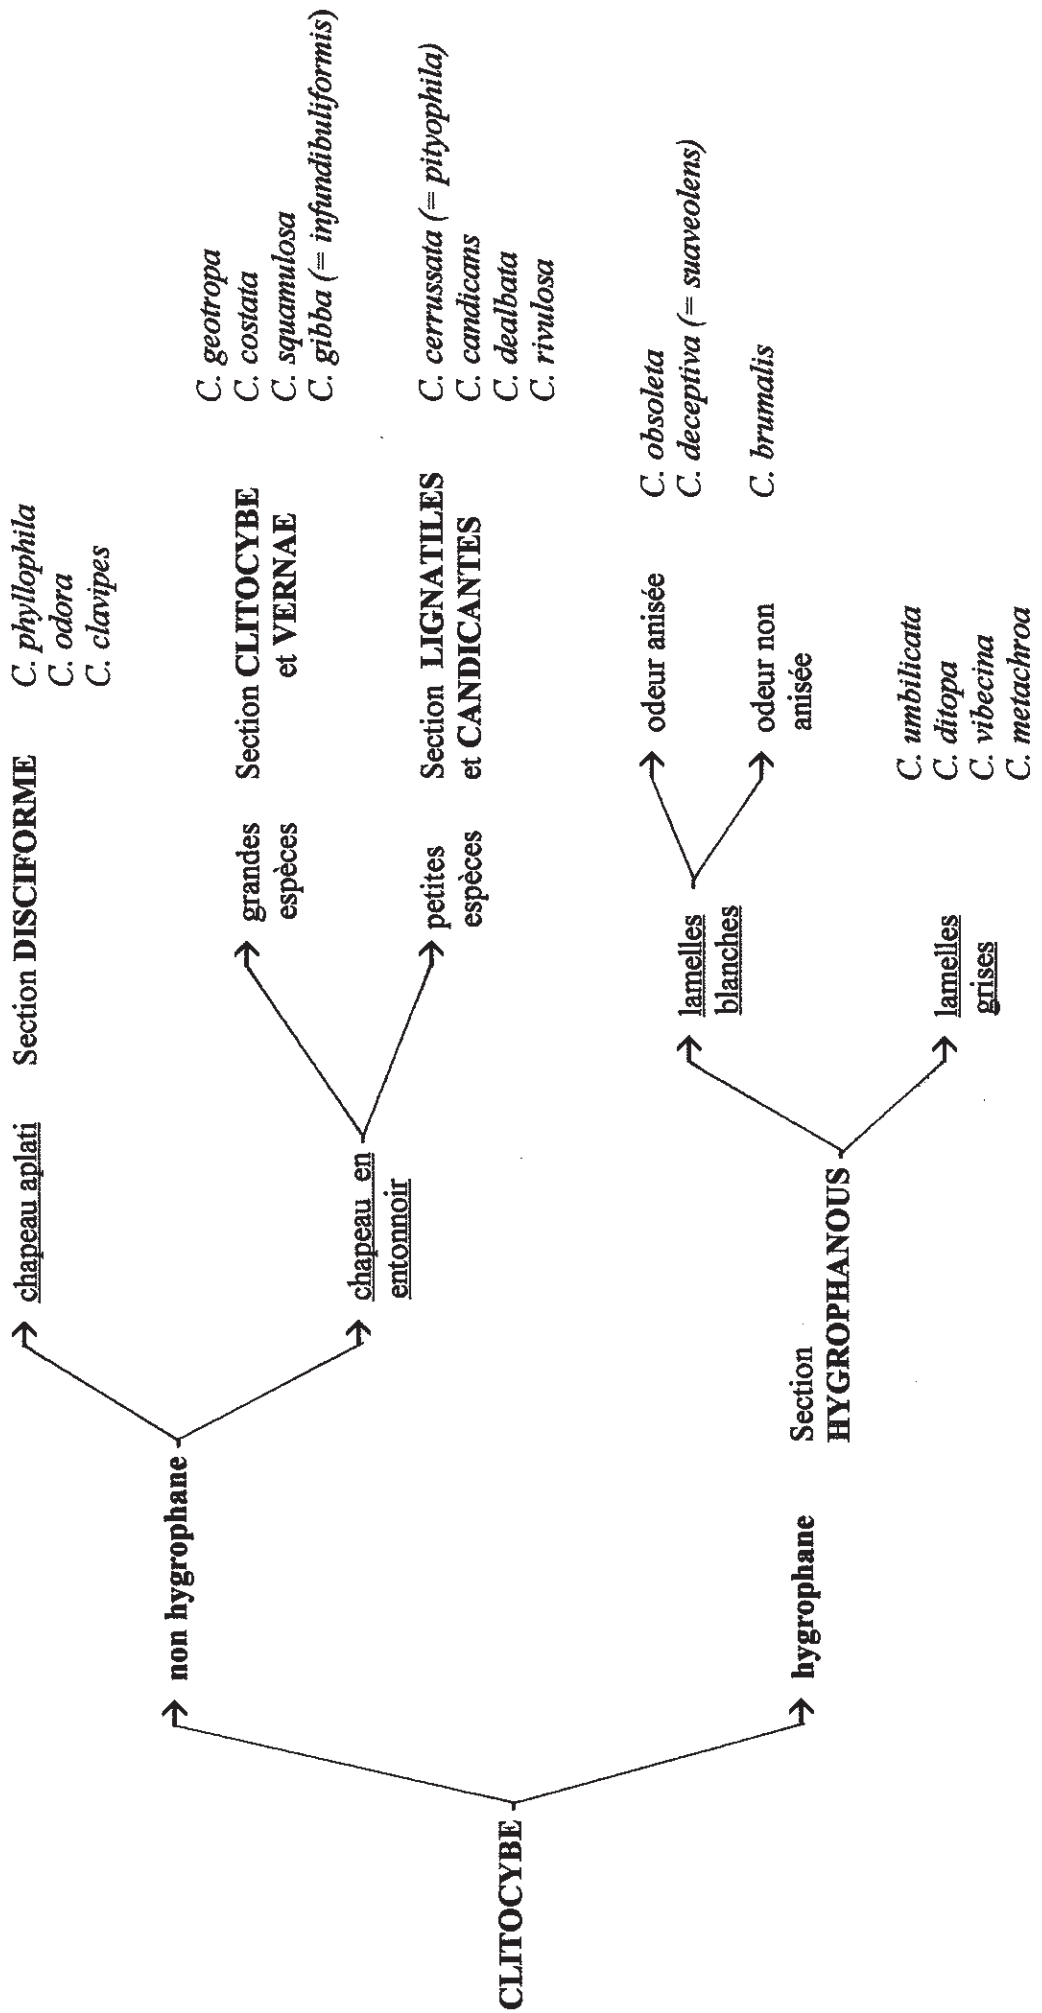 CLITOCYBE
non hygrophane
chapeau aplati
Section DISCIFORME
C. phyllophila
C. odora
C. clavipes
chapeau en
entonnoir
grandes
espèces
Section CLITOCYBE
et VERNAE
C. geotropa
C. costata
C. squamulosa
C. gibba (= infundibuliformis)
petites
espèces
Section LIGNATILES
et CANDICANTES
C. cerrussata (= pityophila)
C. candicans
C. dealbata
C. rivulosa
hygrophane
Section
HYGROPHANOUS
lamelles
blanches
odeur anisée
C. obsoleta
C. deceptiva (= suaveolens)
odeur non
anisée
C. brumalis
lamelles
grises
C. umbilicata
C. ditopa
C. vibecina
C. metachroa